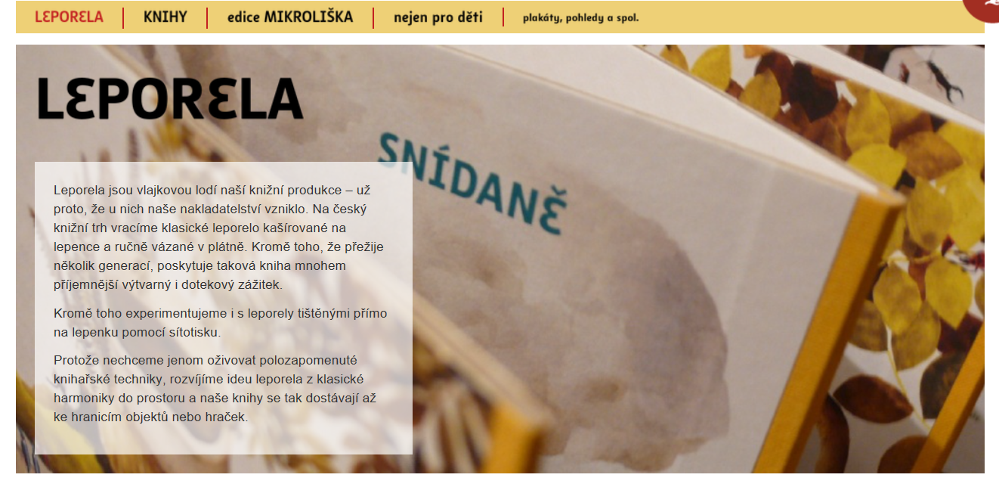 LEPORELA KNIHY edice MIKROLIŠKA nejen pro děti plakáty, pohledy a spol.
LEPORELA
SNÍDANĚ
Leporela jsou vlajkovou lodí naší knižní produkce – už
proto, že u nich naše nakladatelství vzniklo. Na český
knižní trh vracíme klasické leporelo kašírované na
lepence a ručně vázané v plátně. Kromě toho, že přežije
několik generací, poskytuje taková kniha mnohem
příjemnější výtvarný i dotekový zážitek.
Kromě toho experimentujeme i s leporely tištěnými přímo
na lepenku pomocí sítotisku.
Protože nechceme jenom oživovat polozapomenuté
knihařské techniky, rozvíjíme ideu leporela z klasické
harmoniky do prostoru a naše knihy se tak dostávají až
ke hranicím objektů nebo hraček.